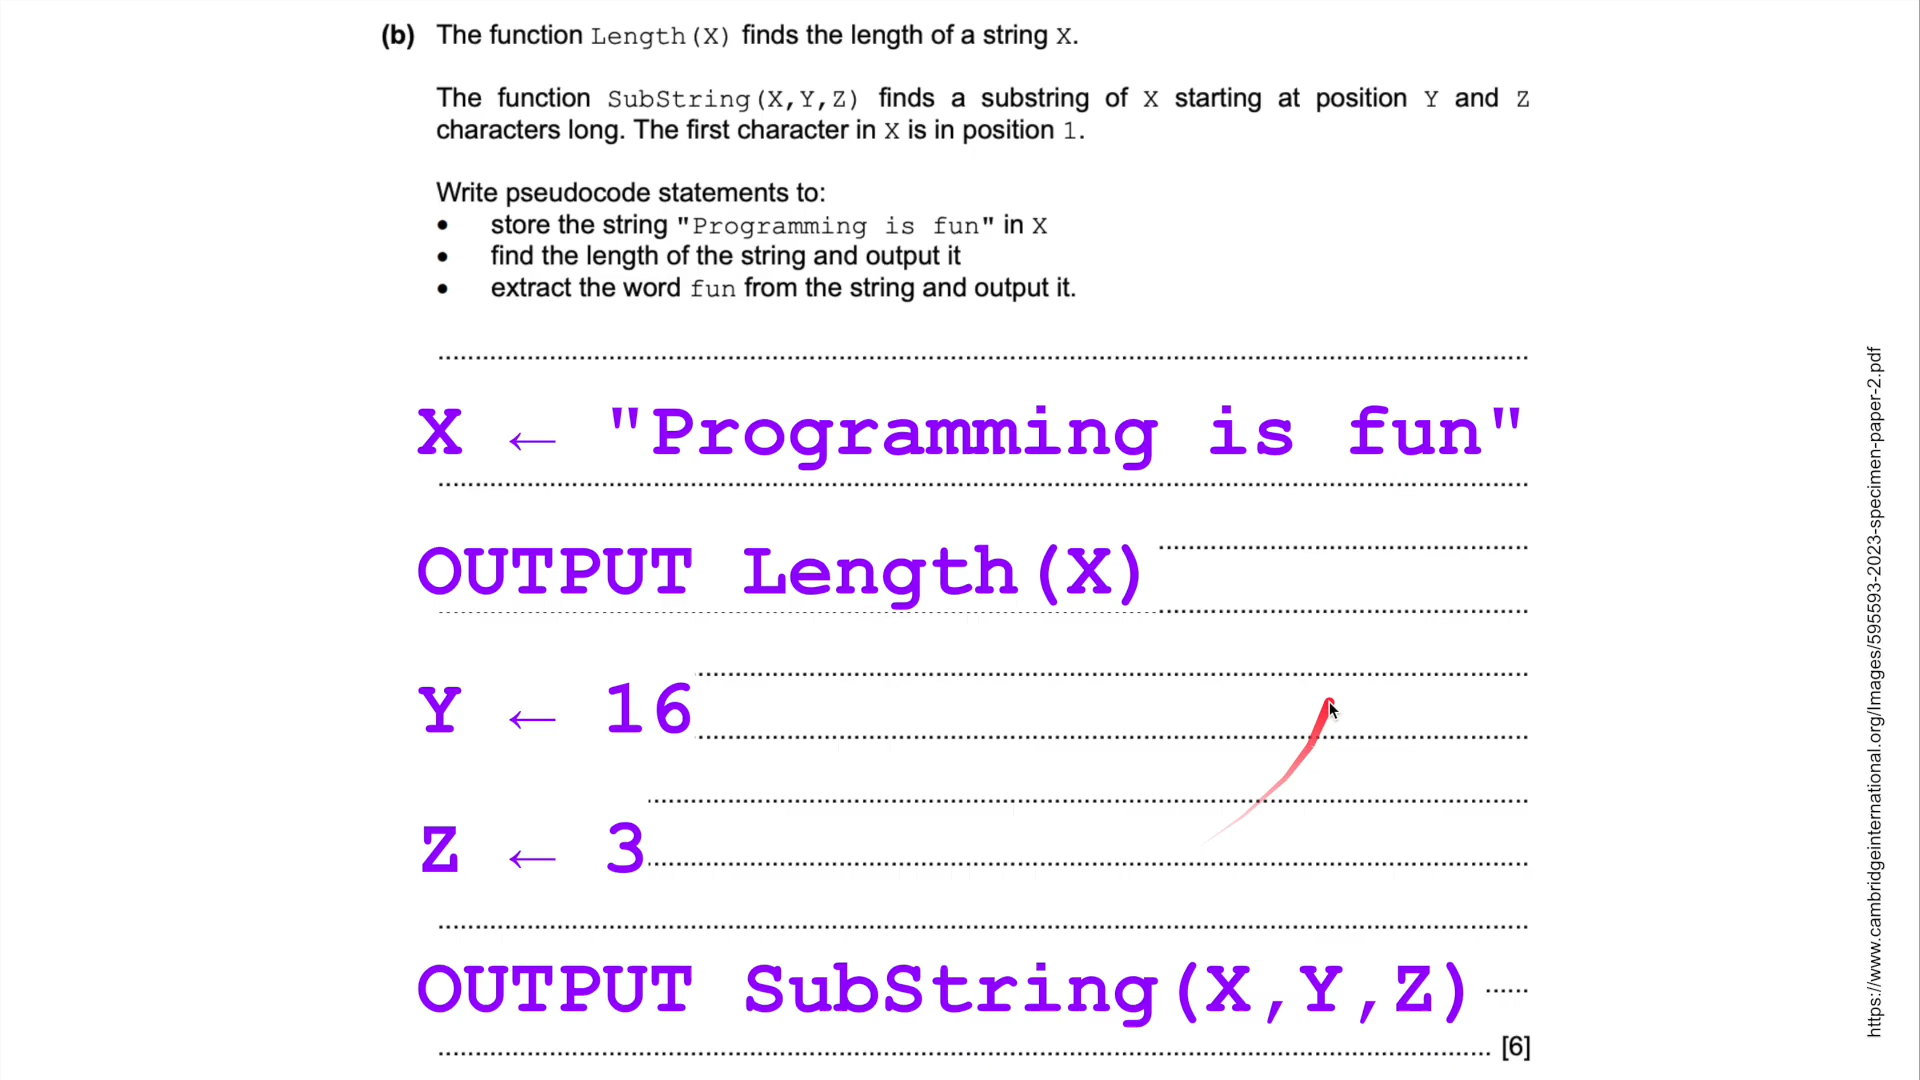 (b) The function Length(X) finds the length of a string X.
The function SubString(X,Y,Z) finds a substring of X starting at position Y and Z
characters long. The first character in X is in position 1.
Write pseudocode statements to:
• store the string "Programming is fun" in X
• find the length of the string and output it
• extract the word fun from the string and output it.
X ← "Programming is fun"
OUTPUT Length(X)
Y ← 16
Z ← 3
OUTPUT SubString(X,Y,Z)
[6]
https://www.cambridgeinternational.org/Images/595593-2023-specimen-paper-2.pdf